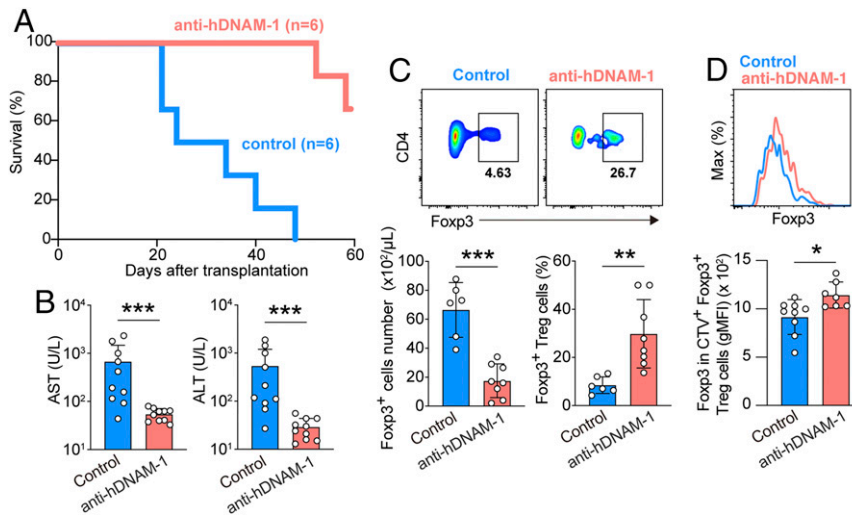 A
anti-hDNAM-1 (n=6)
control (n=6)
Survival (%)
100
80
60
40
20
0
0
20
40
60
Days after transplantation
B
AST (U/L)
10⁴
10³
10²
10¹
***
Control
anti-hDNAM-1
ALT (U/L)
10⁴
10³
10²
10¹
***
Control
anti-hDNAM-1
C
Control
anti-hDNAM-1
CD4
4.63
26.7
Foxp3
Foxp3⁺ cells number (x10²/μL)
100
80
60
40
20
0
***
Control
anti-hDNAM-1
Foxp3⁺ Treg cells (%)
60
40
20
0
**
Control
anti-hDNAM-1
D
Control
anti-hDNAM-1
Max (%)
Foxp3
Foxp3 in CTV⁺ Foxp3⁺
Treg cells (gMFI) (x 10²)
15
10
5
0
*
Control
anti-hDNAM-1